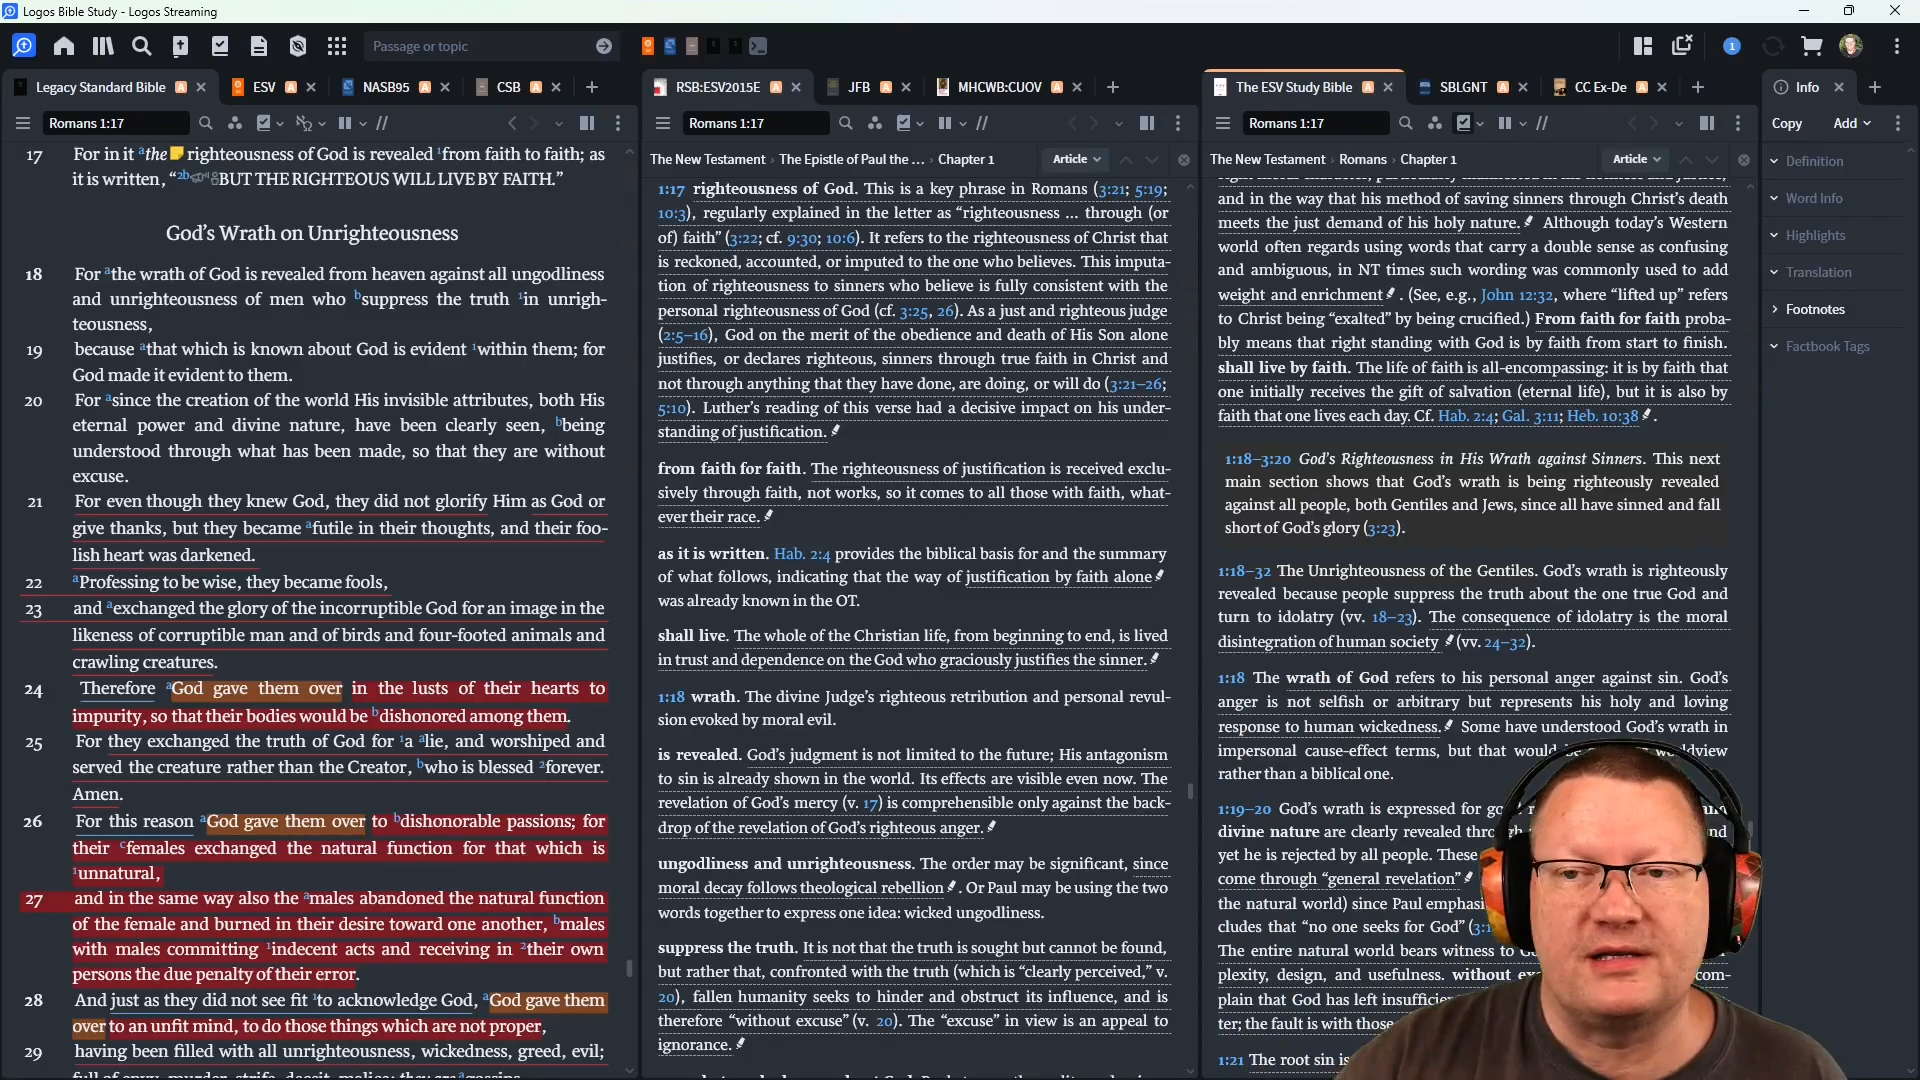 Logos Bible Study - Logos Streaming
Passage or topic
1
Legacy Standard Bible A
ESV A
NASB95 A
CSB A
RSB:ESV2015E A
JFB A
MHCWB:CUOV A
The ESV Study Bible A
SBLGNT A
CC Ex-De A
Info
Romans 1:17
Romans 1:17
Romans 1:17
Copy Add
17 For in it ᵃthe righteousness of God is revealed ¹from faith to faith; as
it is written, “²ᵇBUT THE RIGHTEOUS WILL LIVE BY FAITH.”
God’s Wrath on Unrighteousness
18 For ᵃthe wrath of God is revealed from heaven against all ungodliness
and unrighteousness of men who ᵇsuppress the truth ¹in unrigh-
teousness,
19 because ᵃthat which is known about God is evident ¹within them; for
God made it evident to them.
20 For ᵃsince the creation of the world His invisible attributes, both His
eternal power and divine nature, have been clearly seen, ᵇbeing
understood through what has been made, so that they are without
excuse.
21 For even though they knew God, they did not glorify Him as God or
give thanks, but they became ᵃfutile in their thoughts, and their foo-
lish heart was darkened.
22 ᵃProfessing to be wise, they became fools,
23 and ᵃexchanged the glory of the incorruptible God for an image in the
likeness of corruptible man and of birds and four-footed animals and
crawling creatures.
24 Therefore ᵃGod gave them over in the lusts of their hearts to
impurity, so that their bodies would be ᵇdishonored among them.
25 For they exchanged the truth of God for ¹a ᵃlie, and worshiped and
served the creature rather than the Creator, ᵇwho is blessed ²forever.
Amen.
26 For this reason ᵃGod gave them over to ᵇdishonorable passions; for
their ᶜfemales exchanged the natural function for that which is
¹unnatural,
27 and in the same way also the ᵃmales abandoned the natural function
of the female and burned in their desire toward one another, ᵇmales
with males committing ¹indecent acts and receiving in ²their own
persons the due penalty of their error.
28 And just as they did not see fit ¹to acknowledge God, ᵃGod gave them
over to an unfit mind, to do those things which are not proper,
29 having been filled with all unrighteousness, wickedness, greed, evil;
full of envy, murder, strife, deceit, malice; they are ᵃgossips,
The New Testament › The Epistle of Paul the ... › Chapter 1 Article
1:17 righteousness of God. This is a key phrase in Romans (3:21; 5:19;
10:3), regularly explained in the letter as “righteousness ... through (or
of) faith” (3:22; cf. 9:30; 10:6). It refers to the righteousness of Christ that
is reckoned, accounted, or imputed to the one who believes. This imputa-
tion of righteousness to sinners who believe is fully consistent with the
personal righteousness of God (cf. 3:25, 26). As a just and righteous judge
(2:5–16), God on the merit of the obedience and death of His Son alone
justifies, or declares righteous, sinners through true faith in Christ and
not through anything that they have done, are doing, or will do (3:21–26;
5:10). Luther’s reading of this verse had a decisive impact on his under-
standing of justification.
from faith for faith. The righteousness of justification is received exclu-
sively through faith, not works, so it comes to all those with faith, what-
ever their race.
as it is written. Hab. 2:4 provides the biblical basis for and the summary
of what follows, indicating that the way of justification by faith alone
was already known in the OT.
shall live. The whole of the Christian life, from beginning to end, is lived
in trust and dependence on the God who graciously justifies the sinner.
1:18 wrath. The divine Judge’s righteous retribution and personal revul-
sion evoked by moral evil.
is revealed. God’s judgment is not limited to the future; His antagonism
to sin is already shown in the world. Its effects are visible even now. The
revelation of God’s mercy (v. 17) is comprehensible only against the back-
drop of the revelation of God’s righteous anger.
ungodliness and unrighteousness. The order may be significant, since
moral decay follows theological rebellion. Or Paul may be using the two
words together to express one idea: wicked ungodliness.
suppress the truth. It is not that the truth is sought but cannot be found,
but rather that, confronted with the truth (which is “clearly perceived,” v.
20), fallen humanity seeks to hinder and obstruct its influence, and is
therefore “without excuse” (v. 20). The “excuse” in view is an appeal to
ignorance.
The New Testament › Romans › Chapter 1 Article
and in the way that his method of saving sinners through Christ’s death
meets the just demand of his holy nature. Although today’s Western
world often regards using words that carry a double sense as confusing
and ambiguous, in NT times such wording was commonly used to add
weight and enrichment. (See, e.g., John 12:32, where “lifted up” refers
to Christ being “exalted” by being crucified.) From faith for faith proba-
bly means that right standing with God is by faith from start to finish.
shall live by faith. The life of faith is all-encompassing: it is by faith that
one initially receives the gift of salvation (eternal life), but it is also by
faith that one lives each day. Cf. Hab. 2:4; Gal. 3:11; Heb. 10:38.
1:18–3:20 God’s Righteousness in His Wrath against Sinners. This next
main section shows that God’s wrath is being righteously revealed
against all people, both Gentiles and Jews, since all have sinned and fall
short of God’s glory (3:23).
1:18–32 The Unrighteousness of the Gentiles. God’s wrath is righteously
revealed because people suppress the truth about the one true God and
turn to idolatry (vv. 18–23). The consequence of idolatry is the moral
disintegration of human society (vv. 24–32).
1:18 The wrath of God refers to his personal anger against sin. God’s
anger is not selfish or arbitrary but represents his holy and loving
response to human wickedness. Some have understood God’s wrath in
impersonal cause-effect terms, but that would be worldview
rather than a biblical one.
1:19–20 God’s wrath is expressed for
divine nature are clearly revealed
yet he is rejected by all people. These
come through “general revelation”
the natural world) since Paul
cludes that “no one seeks for God”
The entire natural world bears witness to
plexity, design, and usefulness. without com-
plain that God has left
ter; the fault is with those
1:21 The root sin is
Definition
Word Info
Highlights
Translation
Footnotes
Factbook Tags